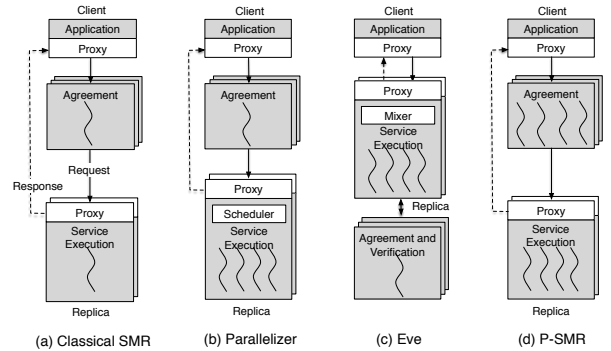 Client
Application
Proxy
Agreement
Request
Response
Proxy
Service
Execution
Replica
(a) Classical SMR
Client
Application
Proxy
Agreement
Proxy
Scheduler
Service
Execution
Replica
(b) Parallelizer
Client
Application
Proxy
Proxy
Mixer
Service
Execution
Replica
Agreement and
Verification
(c) Eve
Client
Application
Proxy
Agreement
Proxy
Service
Execution
Replica
(d) P-SMR